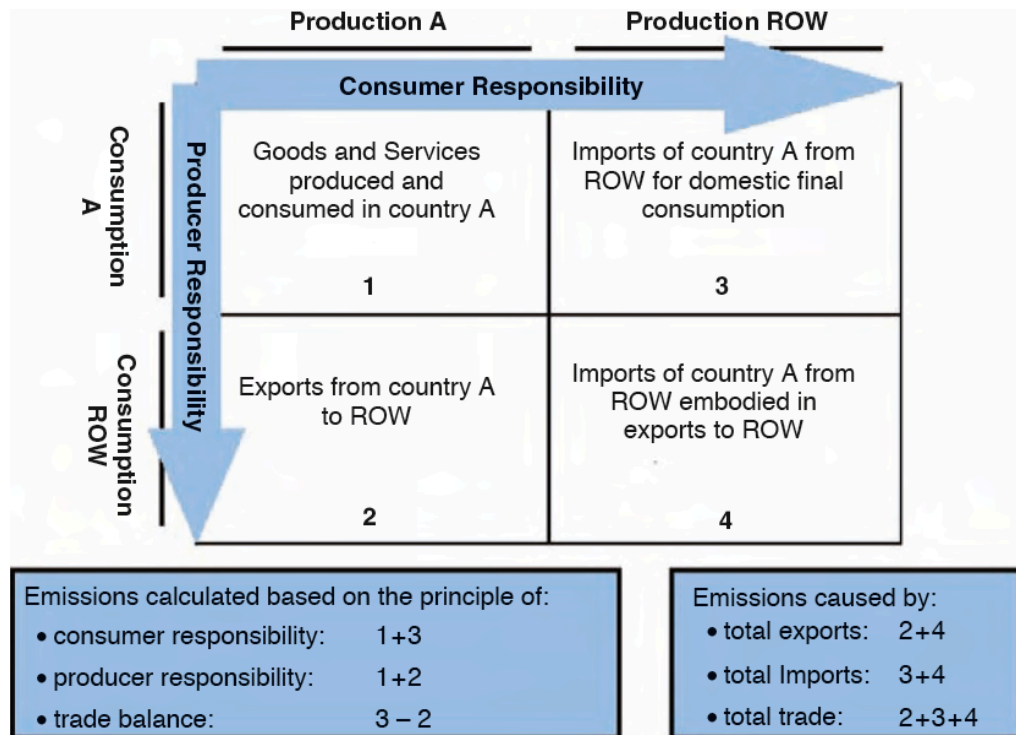 Production A
Production ROW
Consumer Responsibility
Consumption
A
Producer Responsibility
Goods and Services
produced and
consumed in country A
1
Imports of country A from
ROW for domestic final
consumption
3
Consumption
ROW
Exports from country A
to ROW
2
Imports of country A from
ROW embodied in
exports to ROW
4
Emissions calculated based on the principle of:
• consumer responsibility: 1+3
• producer responsibility: 1+2
• trade balance: 3 – 2
Emissions caused by:
• total exports: 2+4
• total Imports: 3+4
• total trade: 2+3+4